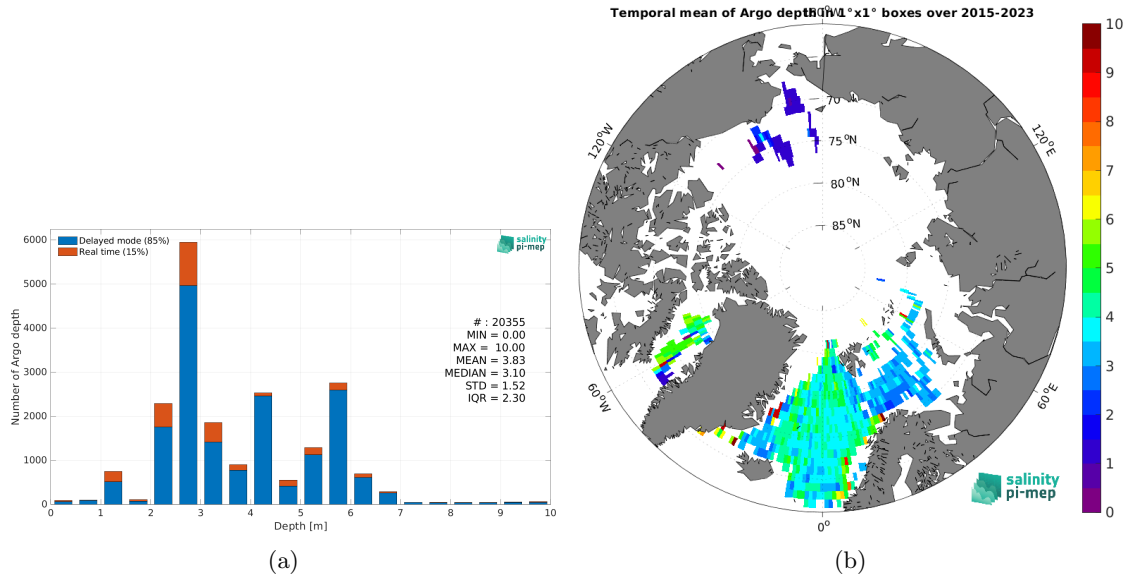 Temporal mean of Argo depth in 1°x1° boxes over 2015-2023
180°W
10
9
8
7
6
5
4
3
2
1
0
120°W
120°E
60°W
60°E
0°
70°N
75°N
80°N
85°N
salinity
pi-mep
Delayed mode (85%)
Real time (15%)
salinity
pi-mep
# : 20355
MIN = 0.00
MAX = 10.00
MEAN = 3.83
MEDIAN = 3.10
STD = 1.52
IQR = 2.30
Number of Argo depth
6000
5000
4000
3000
2000
1000
0
0 1 2 3 4 5 6 7 8 9 10
Depth [m]
(a)
(b)